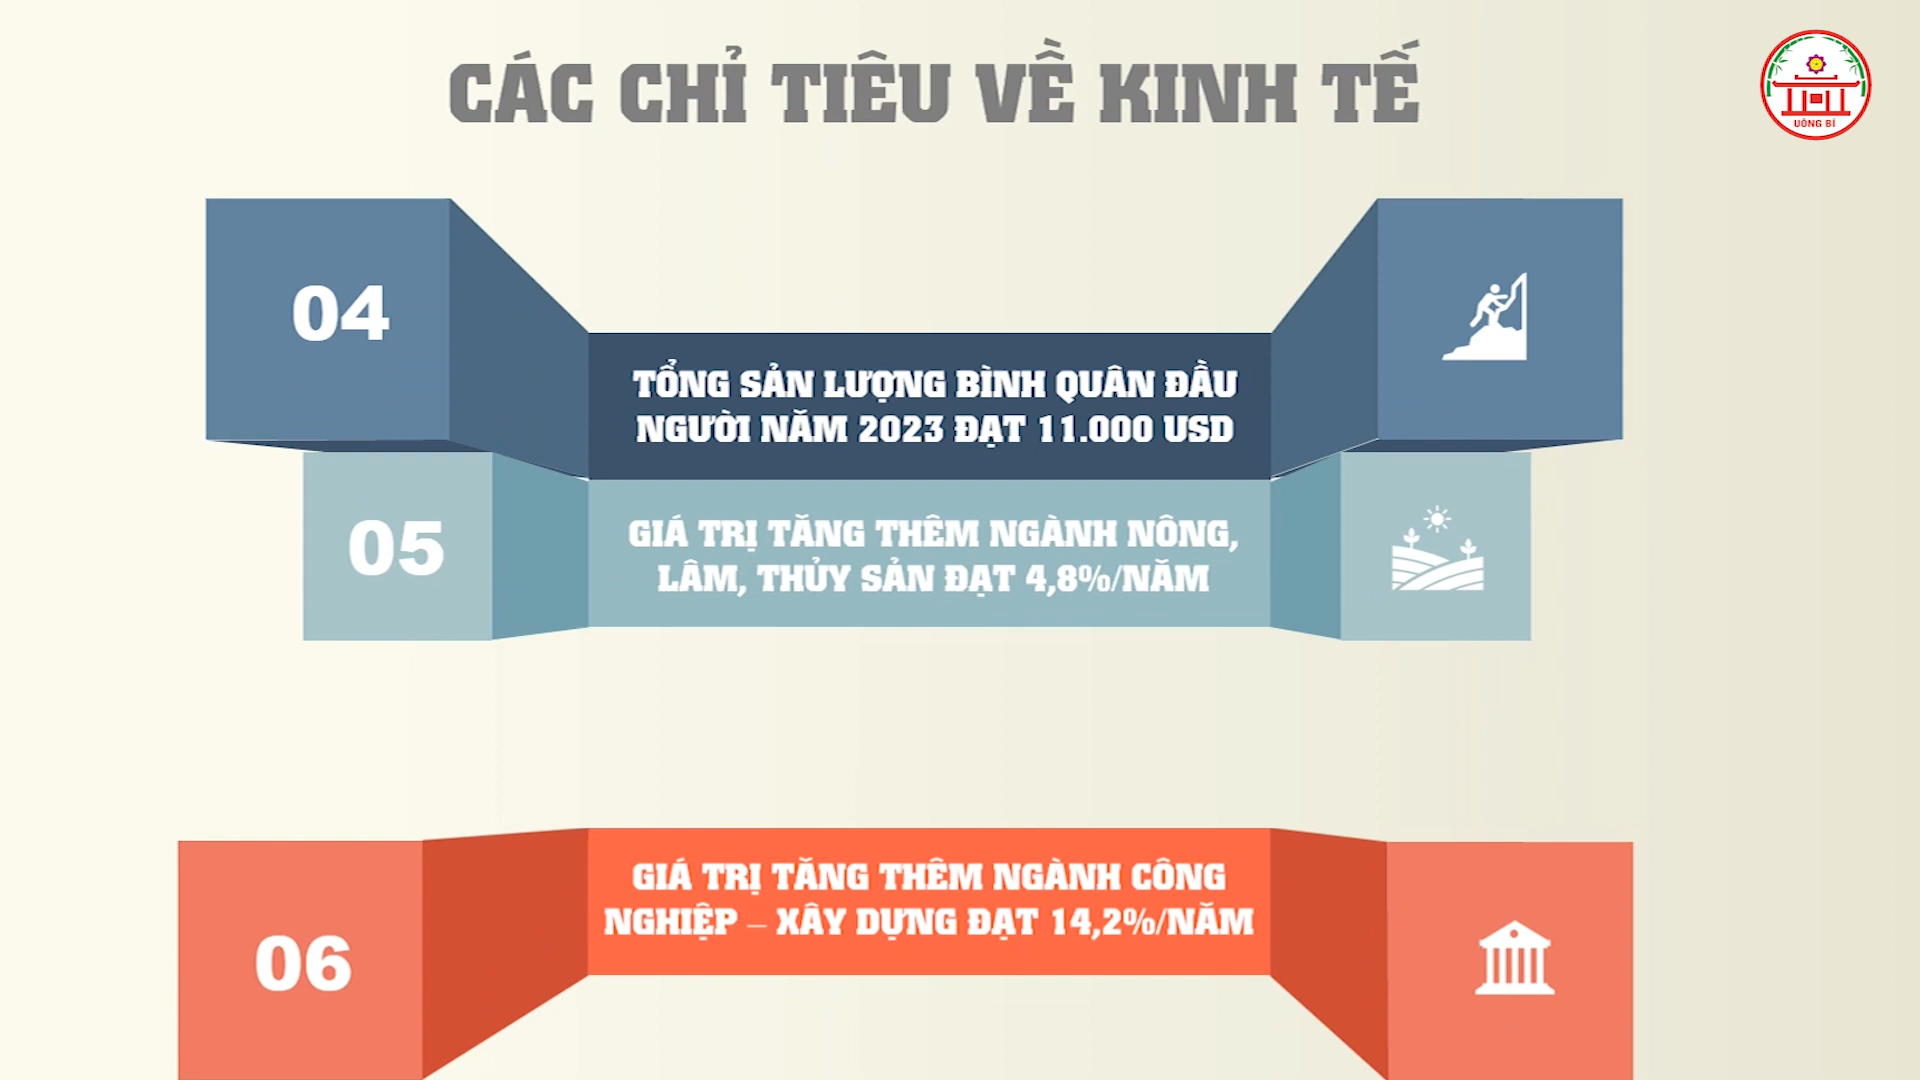 CÁC CHỈ TIÊU VỀ KINH TẾ
UÔNG BÍ
04
TỔNG SẢN LƯỢNG BÌNH QUÂN ĐẦU
NGƯỜI NĂM 2023 ĐẠT 11.000 USD
05
GIÁ TRỊ TĂNG THÊM NGÀNH NÔNG,
LÂM, THỦY SẢN ĐẠT 4,8%/NĂM
06
GIÁ TRỊ TĂNG THÊM NGÀNH CÔNG
NGHIỆP – XÂY DỰNG ĐẠT 14,2%/NĂM